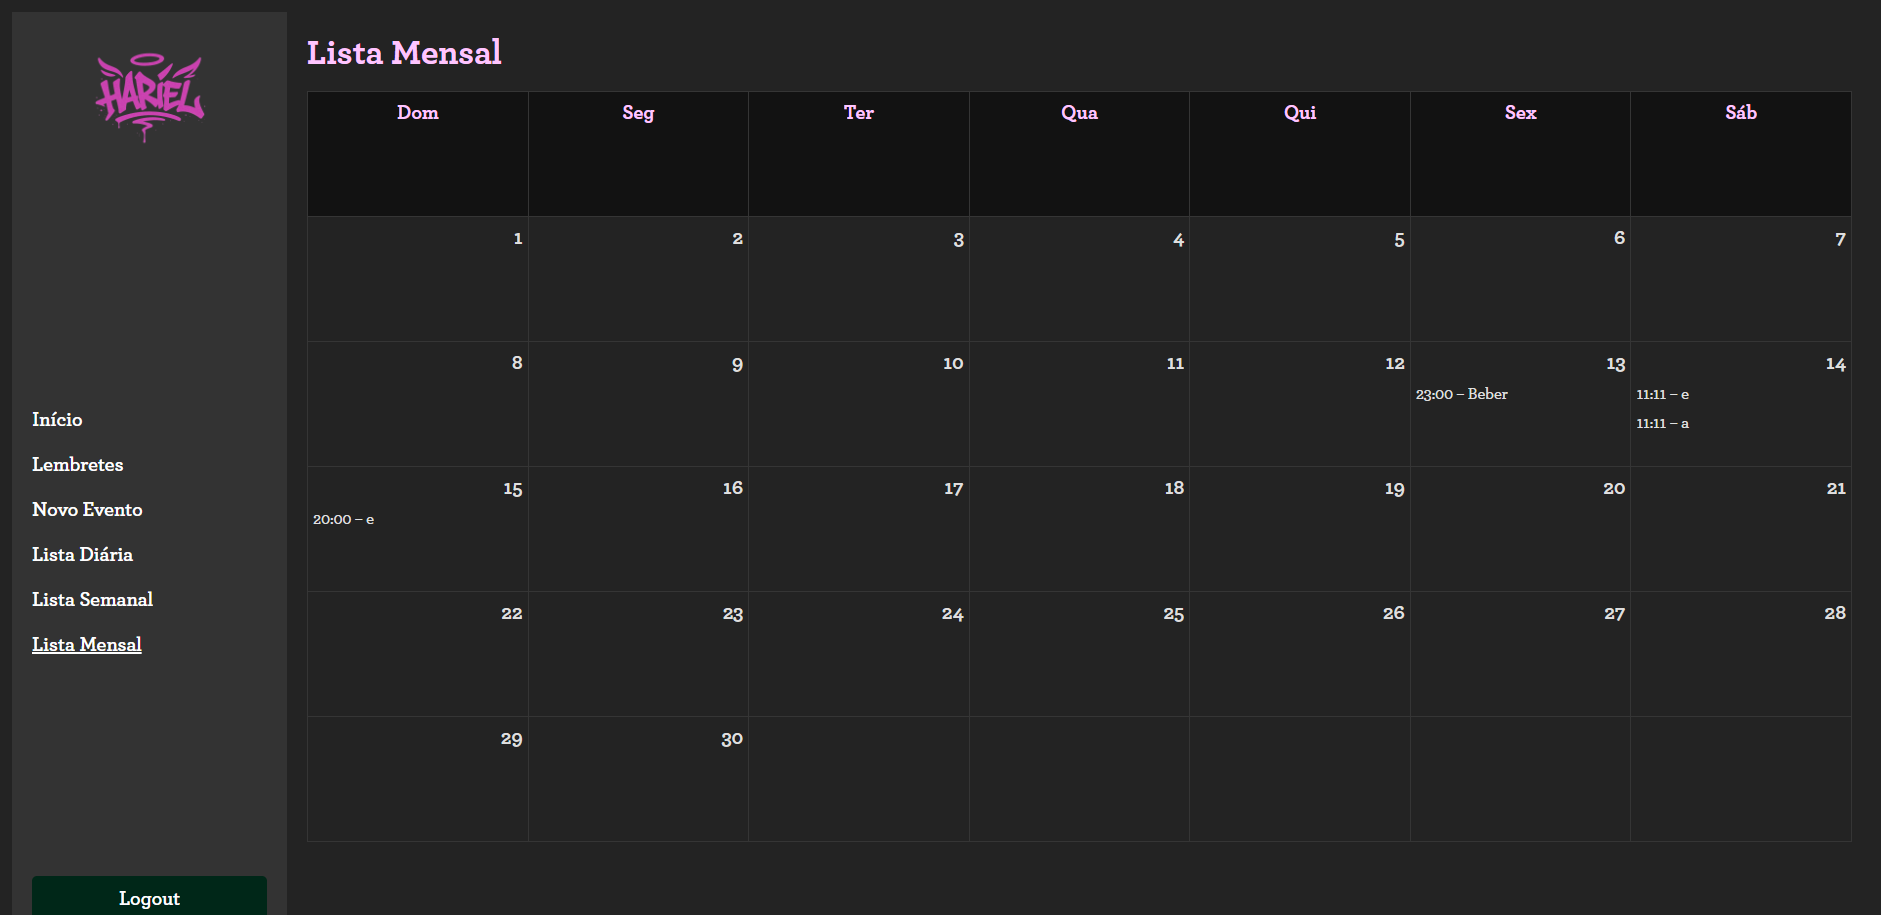 HARIEL
Início
Lembretes
Novo Evento
Lista Diária
Lista Semanal
Lista Mensal
Logout
Lista Mensal
Dom Seg Ter Qua Qui Sex Sáb
1 2 3 4 5 6 7
8 9 10 11 12 13 14
23:00 – Beber 11:11 – e
11:11 – a
15 16 17 18 19 20 21
20:00 – e
22 23 24 25 26 27 28
29 30